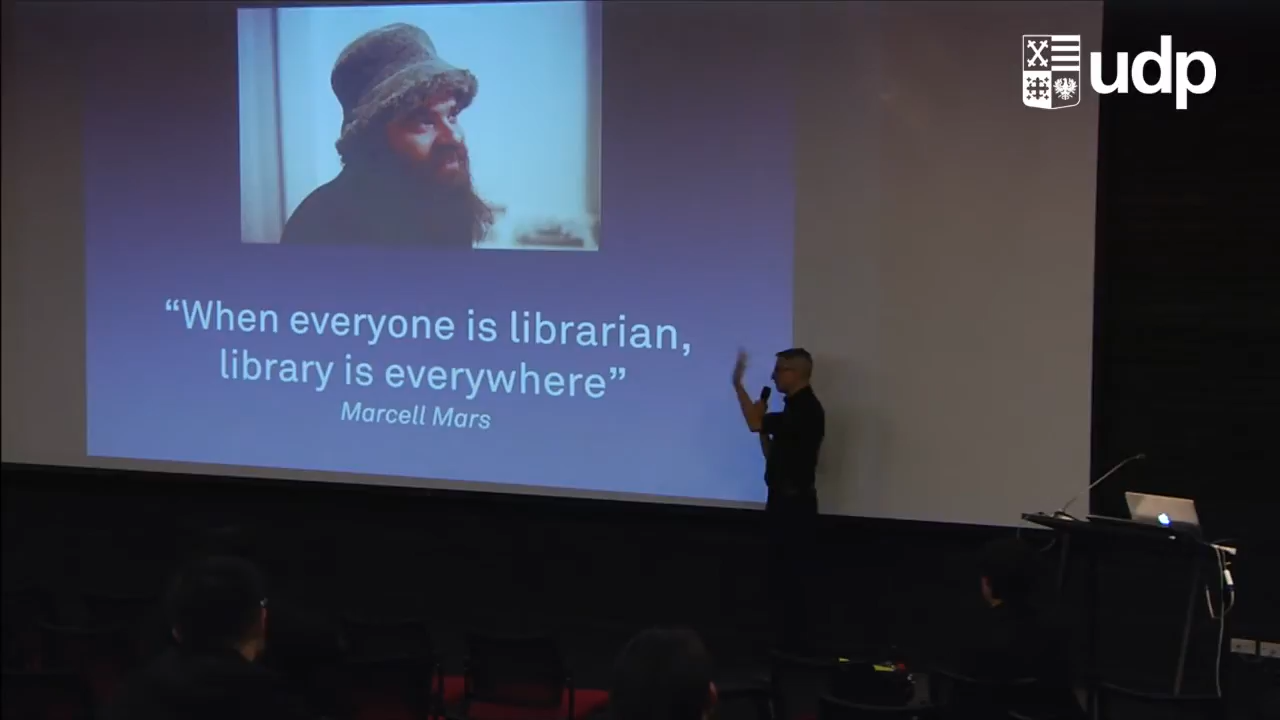 udp
“When everyone is librarian,
library is everywhere”
Marcell Mars